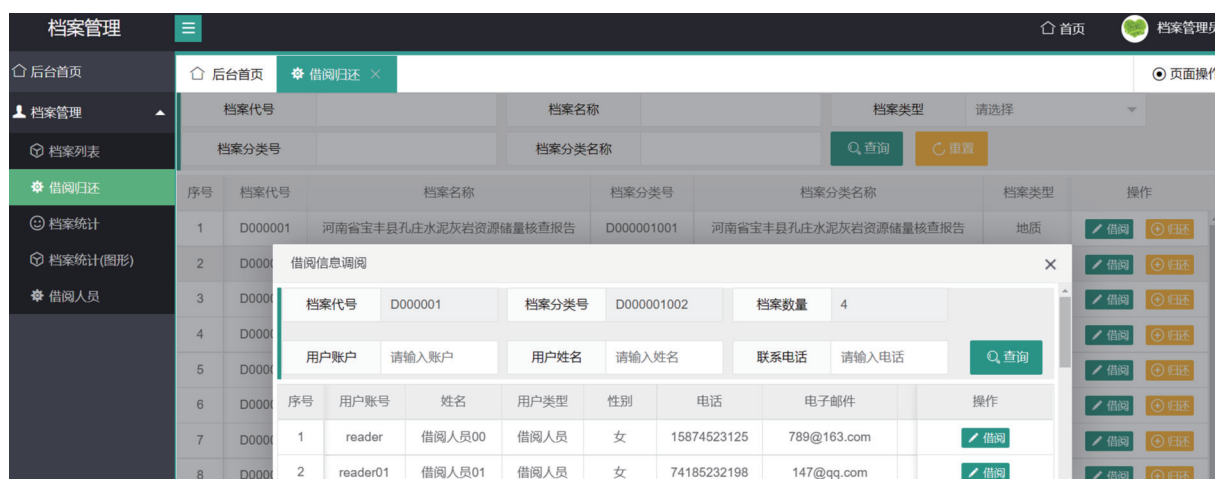 档案管理
首页
档案管理员
后台首页
后台首页
借阅归还
页面操作
档案管理
档案代号
档案名称
档案类型 请选择
档案列表
档案分类号
档案分类名称
查询
重置
借阅归还
序号 档案代号 档案名称 档案分类号 档案分类名称 档案类型 操作
档案统计
1 D000001 河南省宝丰县孔庄水泥灰岩资源储量核查报告 D000001001 河南省宝丰县孔庄水泥灰岩资源储量核查报告 地质 借阅 归还
档案统计(图形)
2 D000 借阅信息调阅 借阅 归还
借阅人员
3 D000 档案代号 D000001 档案分类号 D000001002 档案数量 4 借阅 归还
4 D000 借阅 归还
用户账户 请输入账户 用户姓名 请输入姓名 联系电话 请输入电话 查询
5 D000 借阅 归还
6 D000 序号 用户账号 姓名 用户类型 性别 电话 电子邮件 操作 借阅 归还
7 D000 1 reader 借阅人员00 借阅人员 女 15874523125 789@163.com 借阅 借阅 归还
8 D000 2 reader01 借阅人员01 借阅人员 女 74185232198 147@qq.com 借阅 借阅 归还